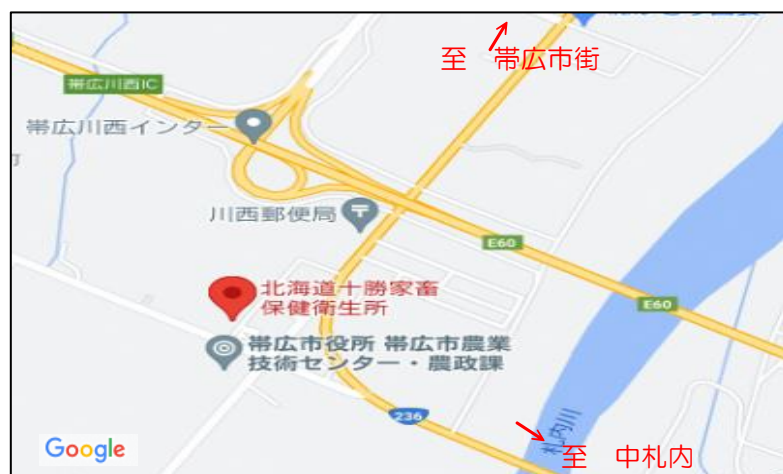 至 帯広市街
帯広川西IC
帯広川西インター
川西郵便局
E60
北海道十勝家畜
保健衛生所
E60
帯広市役所 帯広市農業
技術センター・農政課
236
札内川
至 中札内
Google